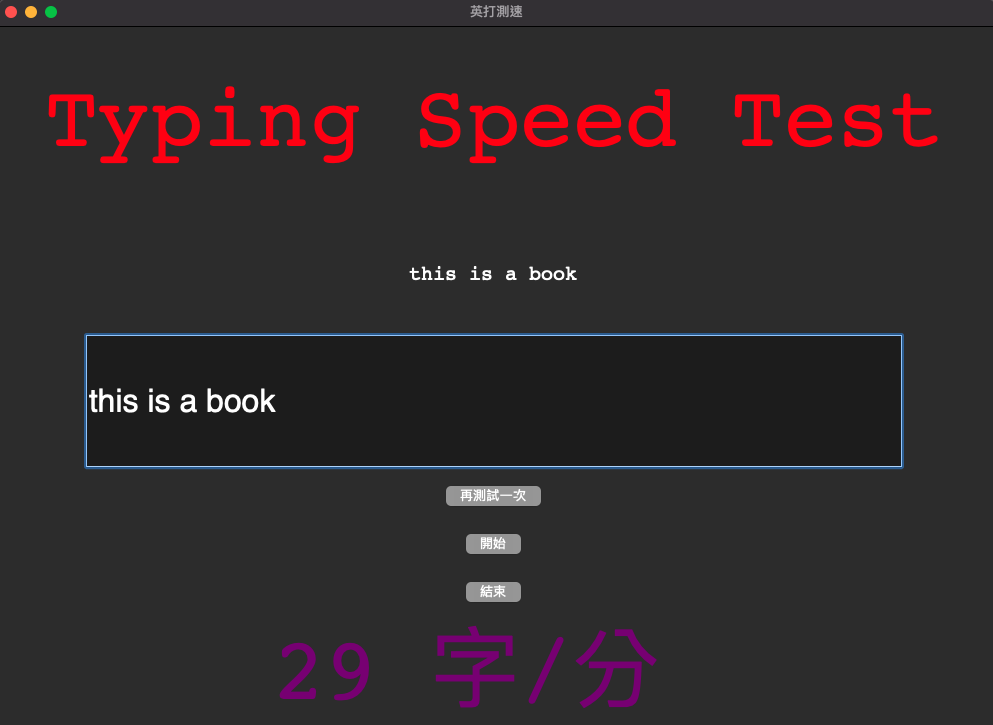 英打測速
Typing Speed Test
this is a book
this is a book
再測試一次
開始
結束
29 字/分